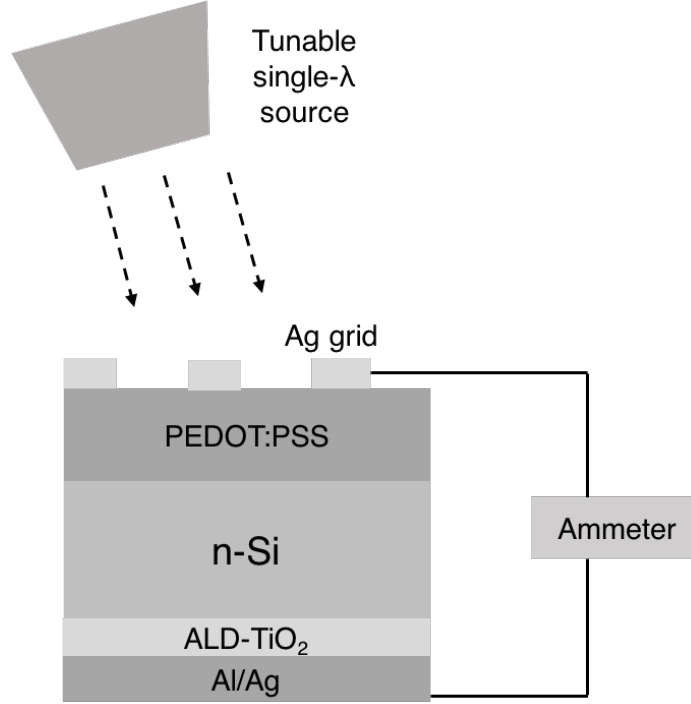 Tunable
single-λ
source
Ag grid
PEDOT:PSS
n-Si
Ammeter
ALD-TiO₂
Al/Ag